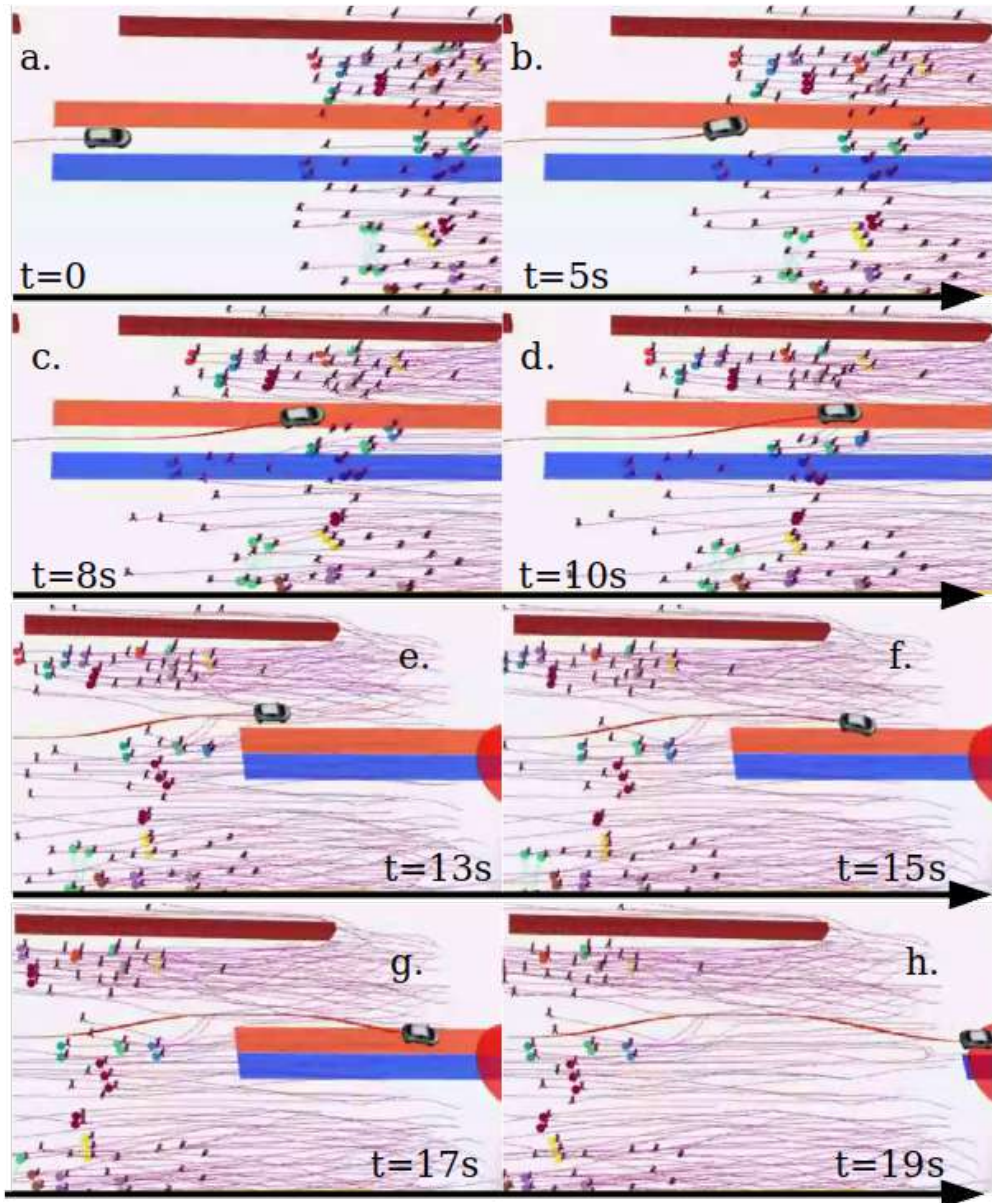 a.
b.
t=0
t=5s
c.
d.
t=8s
t=10s
e.
f.
t=13s
t=15s
g.
h.
t=17s
t=19s